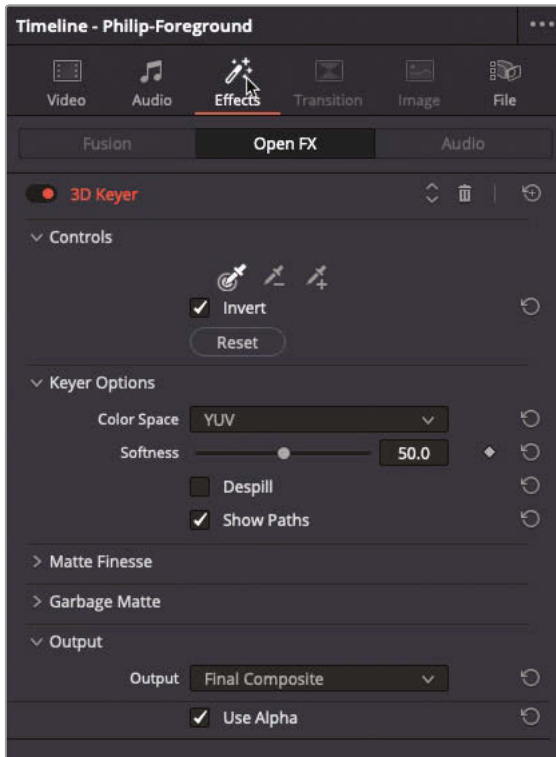 Timeline - Philip-Foreground
Video Audio Effects Transition Image File
Fusion Open FX Audio
3D Keyer
Controls
Invert
Reset
Keyer Options
Color Space YUV
Softness 50.0
Despill
Show Paths
Matte Finesse
Garbage Matte
Output
Output Final Composite
Use Alpha